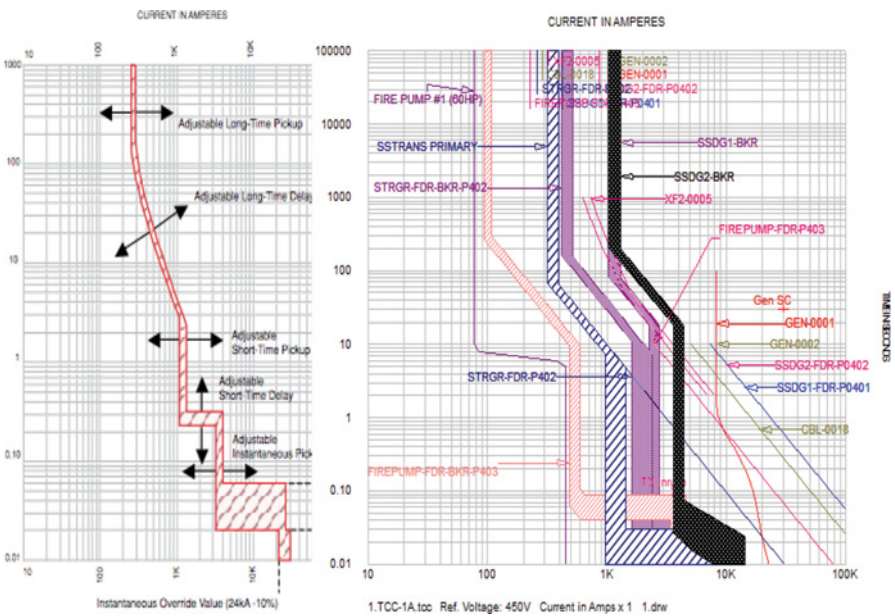 CURRENT IN AMPERES
10 100 1K 10K
1000
Adjustable Long-Time Pickup
100
Adjustable Long-Time Delay
10
Adjustable
Short-Time Pickup
1
Adjustable
Short-Time Delay
Adjustable
Instantaneous Pick
0.10
0.01
10 100 1K 10K
Instantaneous Override Value (24kA -10%)
CURRENT IN AMPERES
100000
XF2-0005 GEN-0002
CBL-0018 GEN-0001
FIRE PUMP #1 (60HP)
10000
SSTRANS PRIMARY
SSDG1-BKR
SSDG2-BKR
STRGR-FDR-BKR-P402
1000
XF2-0005
FIREPUMP-FDR-P403
100
Gen SC
GEN-0001
10
GEN-0002
SSDG2-FDR-P0402
STRGR-FDR-P402
SSDG1-FDR-P0401
1
CBL-0018
FIREPUMP-FDR-BKR-P403
0.10
0.01
10 100 1K 10K 100K
TIME IN SECONDS
1.TCC-1A.tcc Ref. Voltage: 450V Current in Amps x 1 1.drw